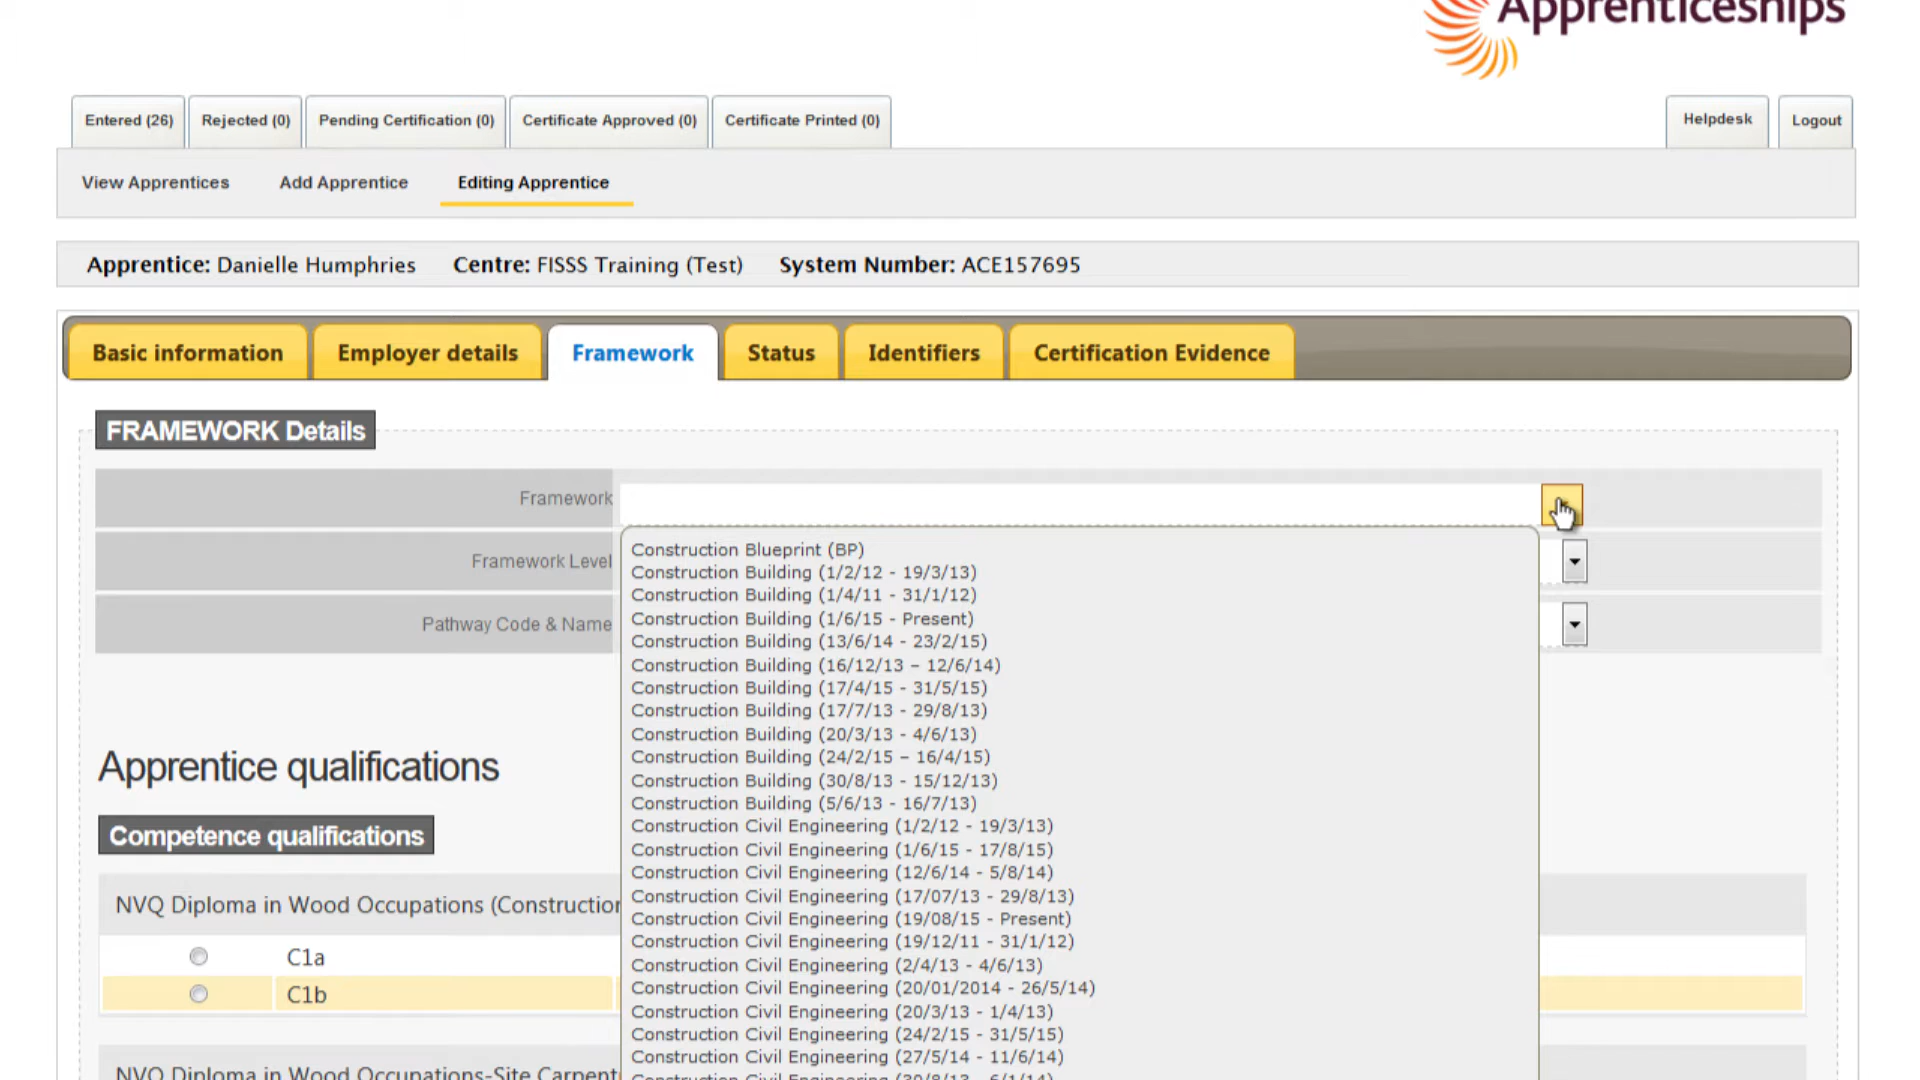 Apprenticeships
Entered (26) Rejected (0) Pending Certification (0) Certificate Approved (0) Certificate Printed (0) Helpdesk Logout
View Apprentices Add Apprentice Editing Apprentice
Apprentice: Danielle Humphries Centre: FISSS Training (Test) System Number: ACE157695
Basic information Employer details Framework Status Identifiers Certification Evidence
FRAMEWORK Details
Framework
Framework Level
Pathway Code & Name
Construction Blueprint (BP)
Construction Building (1/2/12 - 19/3/13)
Construction Building (1/4/11 - 31/1/12)
Construction Building (1/6/15 - Present)
Construction Building (13/6/14 - 23/2/15)
Construction Building (16/12/13 – 12/6/14)
Construction Building (17/4/15 - 31/5/15)
Construction Building (17/7/13 - 29/8/13)
Construction Building (20/3/13 - 4/6/13)
Construction Building (24/2/15 – 16/4/15)
Construction Building (30/8/13 - 15/12/13)
Construction Building (5/6/13 - 16/7/13)
Construction Civil Engineering (1/2/12 - 19/3/13)
Construction Civil Engineering (1/6/15 - 17/8/15)
Construction Civil Engineering (12/6/14 - 5/8/14)
Construction Civil Engineering (17/07/13 - 29/8/13)
Construction Civil Engineering (19/08/15 - Present)
Construction Civil Engineering (19/12/11 - 31/1/12)
Construction Civil Engineering (2/4/13 - 4/6/13)
Construction Civil Engineering (20/01/2014 - 26/5/14)
Construction Civil Engineering (20/3/13 - 1/4/13)
Construction Civil Engineering (24/2/15 - 31/5/15)
Construction Civil Engineering (27/5/14 - 11/6/14)
Construction Civil Engineering (30/8/13 - 6/1/14)
Apprentice qualifications
Competence qualifications
NVQ Diploma in Wood Occupations (Construction
C1a
C1b
NVQ Diploma in Wood Occupations-Site Carpent